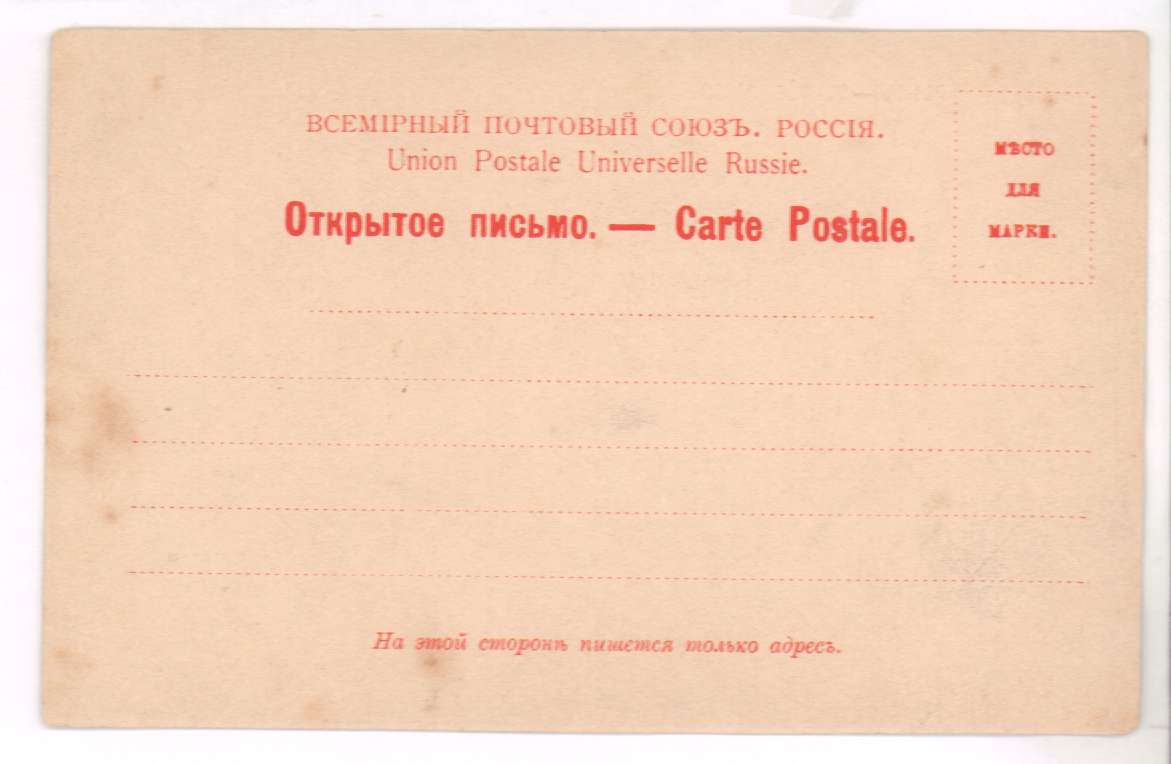 ВСЕМІРНЫЙ ПОЧТОВЫЙ СОЮЗЪ. РОССІЯ.
Union Postale Universelle Russie.
Открытое письмо. — Carte Postale.
МѢСТО
ДЛЯ
МАРКИ.
На этой сторонѣ пишется только адресъ.